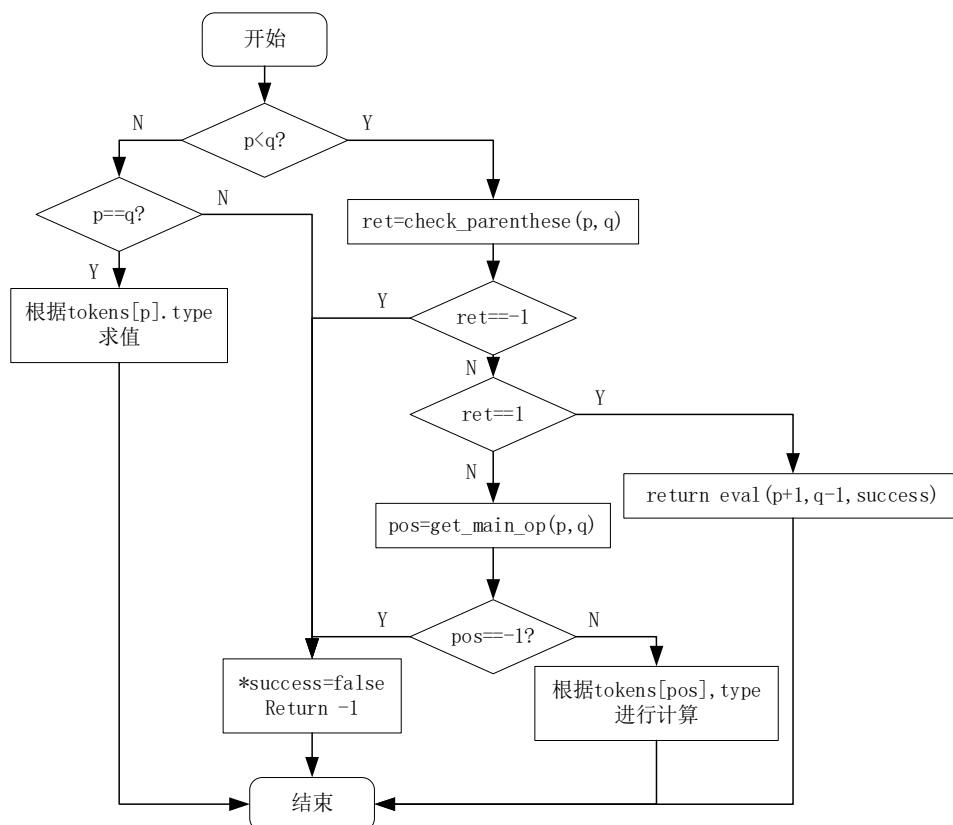 开始
N
Y
p<q?
N
p==q?
ret=check_parenthese(p,q)
Y
Y
根据tokens[p].type
求值
ret==-1
N
ret==1
Y
N
return eval(p+1,q-1,success)
pos=get_main_op(p,q)
Y
N
pos==-1?
*success=false
Return -1
根据tokens[pos],type
进行计算
结束